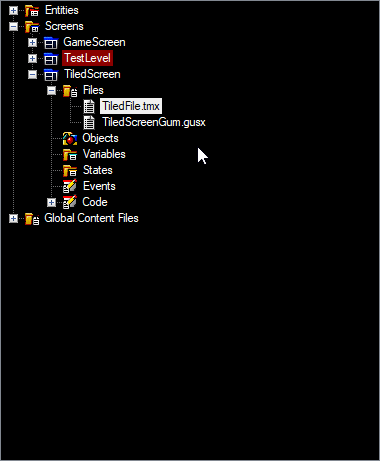 Entities
Screens
GameScreen
TestLevel
TiledScreen
Files
TiledFile.tmx
TiledScreenGum.gusx
Objects
Variables
States
Events
Code
Global Content Files